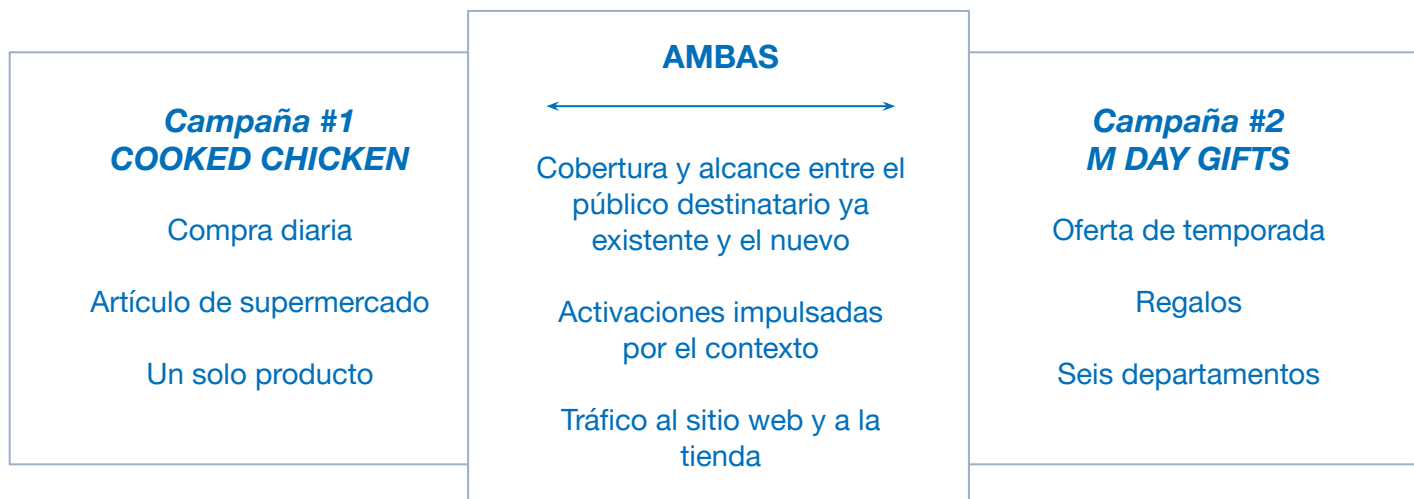 Campaña #1
COOKED CHICKEN
Compra diaria
Artículo de supermercado
Un solo producto
AMBAS
Cobertura y alcance entre el
público destinatario ya
existente y el nuevo
Activaciones impulsadas
por el contexto
Tráfico al sitio web y a la
tienda
Campaña #2
M DAY GIFTS
Oferta de temporada
Regalos
Seis departamentos